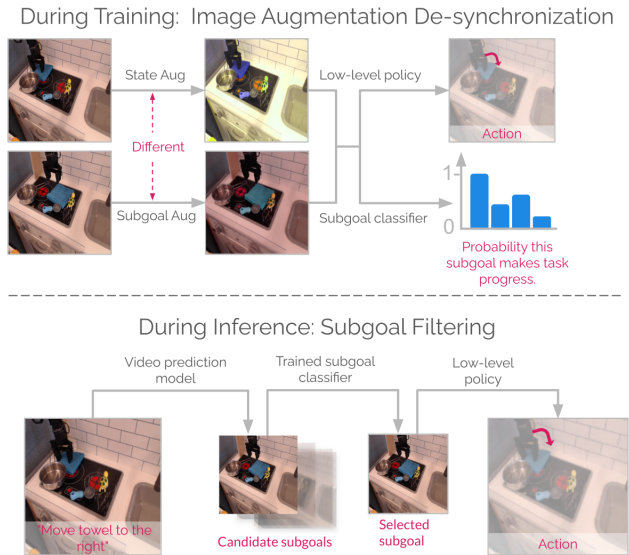 During Training: Image Augmentation De-synchronization
State Aug
Low-level policy
Different
Action
Subgoal Aug
Subgoal classifier
1
0
Probability this
subgoal makes task
progress.
During Inference: Subgoal Filtering
Video prediction
model
Trained subgoal
classifier
Low-level
policy
"Move towel to the
right"
Candidate subgoals
Selected
subgoal
Action